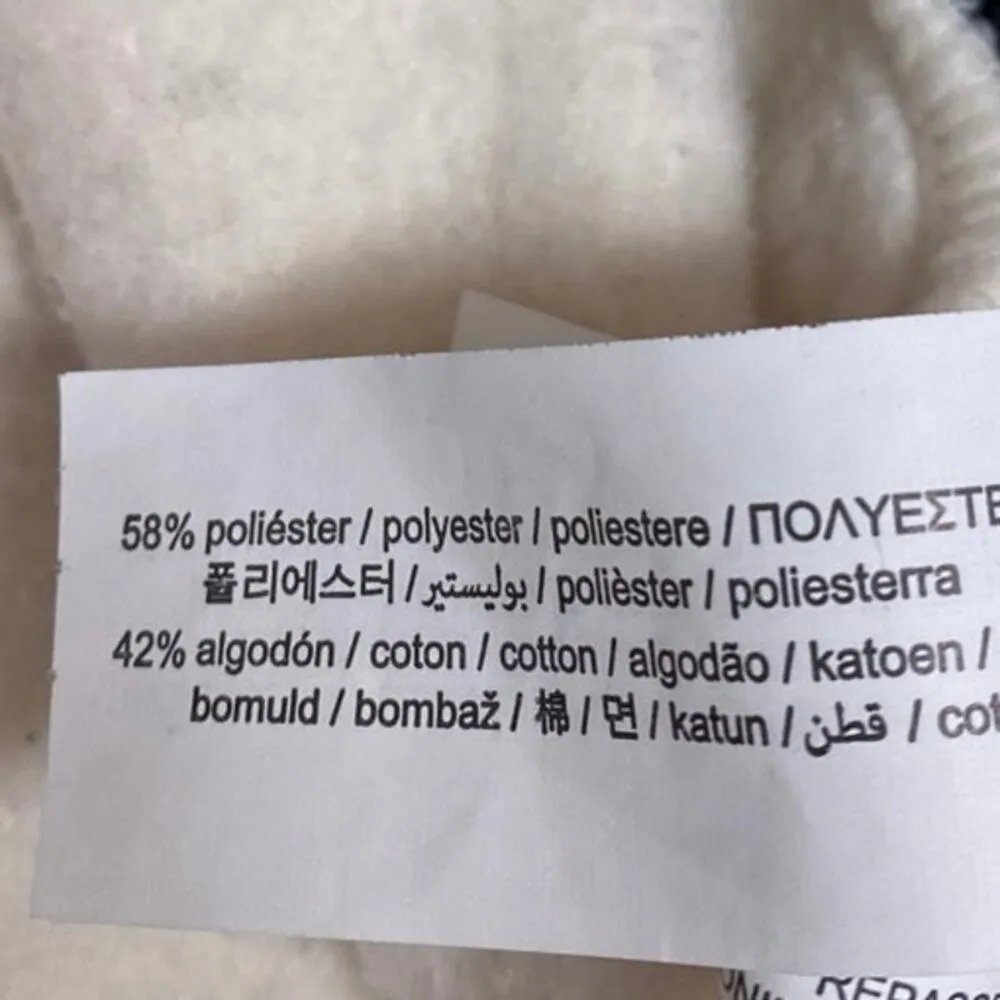 58% poliéster / polyester / poliestere / ΠΟΛΥΕΣΤΕ
폴리에스터 / بوليستير / polièster / poliesterra
42% algodón / coton / cotton / algodão / katoen /
bomuld / bombaž / 棉 / 면 / katun / قطن / cot